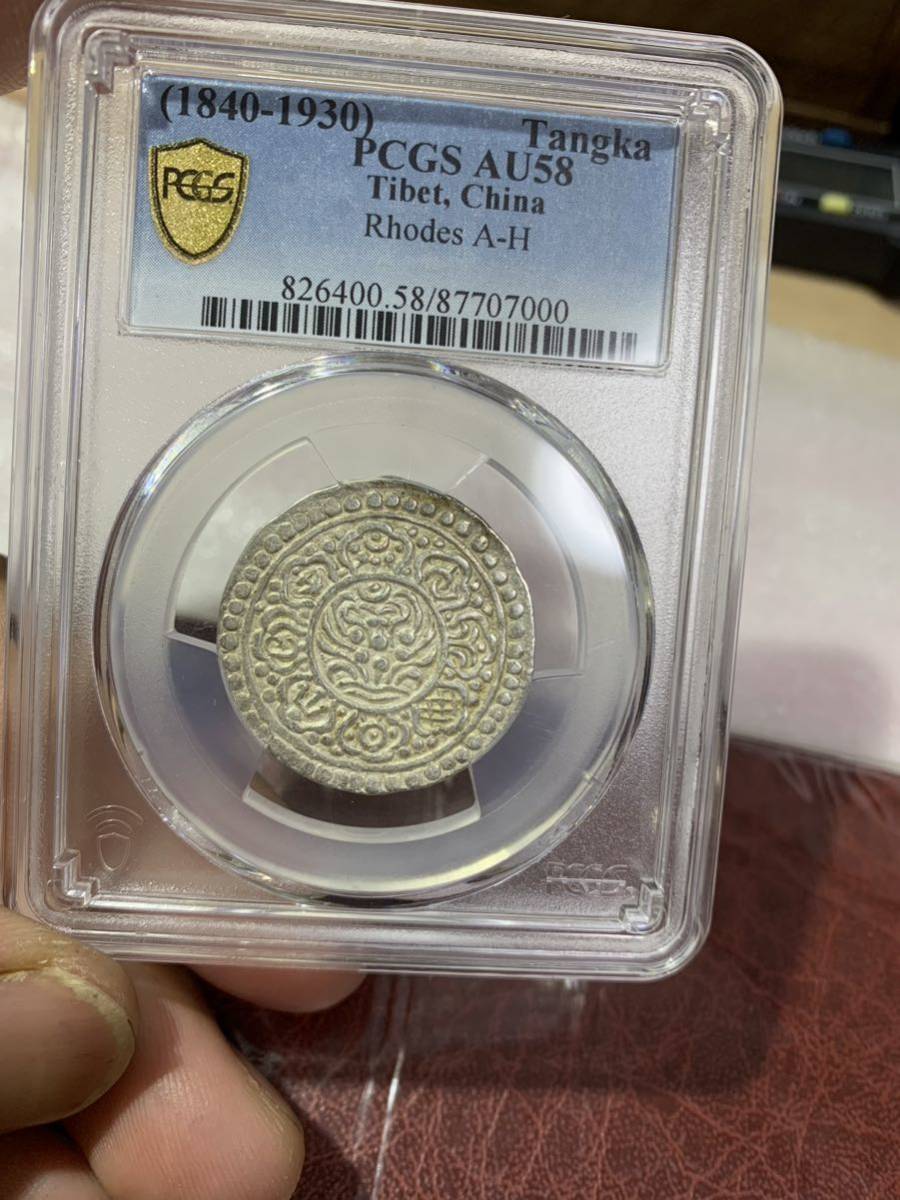 (1840-1930) Tangka
PCGS
PCGS AU58
Tibet, China
Rhodes A-H
826400.58/87707000
PCGS